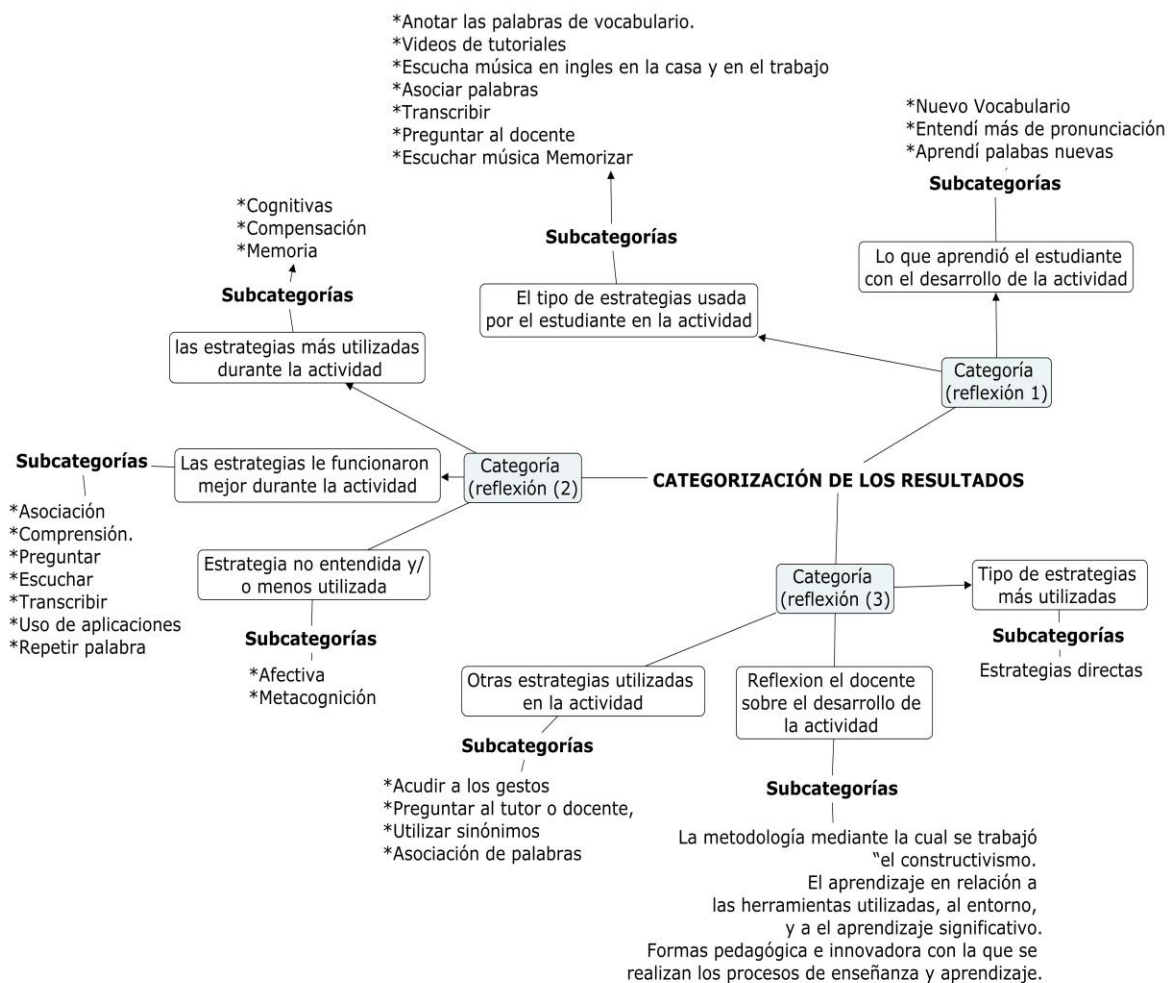 *Anotar las palabras de vocabulario.
*Videos de tutoriales
*Escucha música en ingles en la casa y en el trabajo
*Asociar palabras
*Transcribir
*Preguntar al docente
*Escuchar música Memorizar
Subcategorías
El tipo de estrategias usada
por el estudiante en la actividad
*Nuevo Vocabulario
*Entendí más de pronunciación
*Aprendí palabas nuevas
Subcategorías
Lo que aprendió el estudiante
con el desarrollo de la actividad
Categoría
(reflexión 1)
*Cognitivas
*Compensación
*Memoria
Subcategorías
las estrategias más utilizadas
durante la actividad
Subcategorías
Las estrategias le funcionaron
mejor durante la actividad
Categoría
(reflexión (2)
CATEGORIZACIÓN DE LOS RESULTADOS
*Asociación
*Comprensión.
*Preguntar
*Escuchar
*Transcribir
*Uso de aplicaciones
*Repetir palabra
Estrategia no entendida y/
o menos utilizada
Subcategorías
*Afectiva
*Metacognición
Categoría
(reflexión (3)
Tipo de estrategias
más utilizadas
Subcategorías
Estrategias directas
Otras estrategias utilizadas
en la actividad
Subcategorías
*Acudir a los gestos
*Preguntar al tutor o docente,
*Utilizar sinónimos
*Asociación de palabras
Reflexion el docente
sobre el desarrollo de
la actividad
Subcategorías
La metodología mediante la cual se trabajó
"el constructivismo.
El aprendizaje en relación a
las herramientas utilizadas, al entorno,
y a el aprendizaje significativo.
Formas pedagógica e innovadora con la que se
realizan los procesos de enseñanza y aprendizaje.